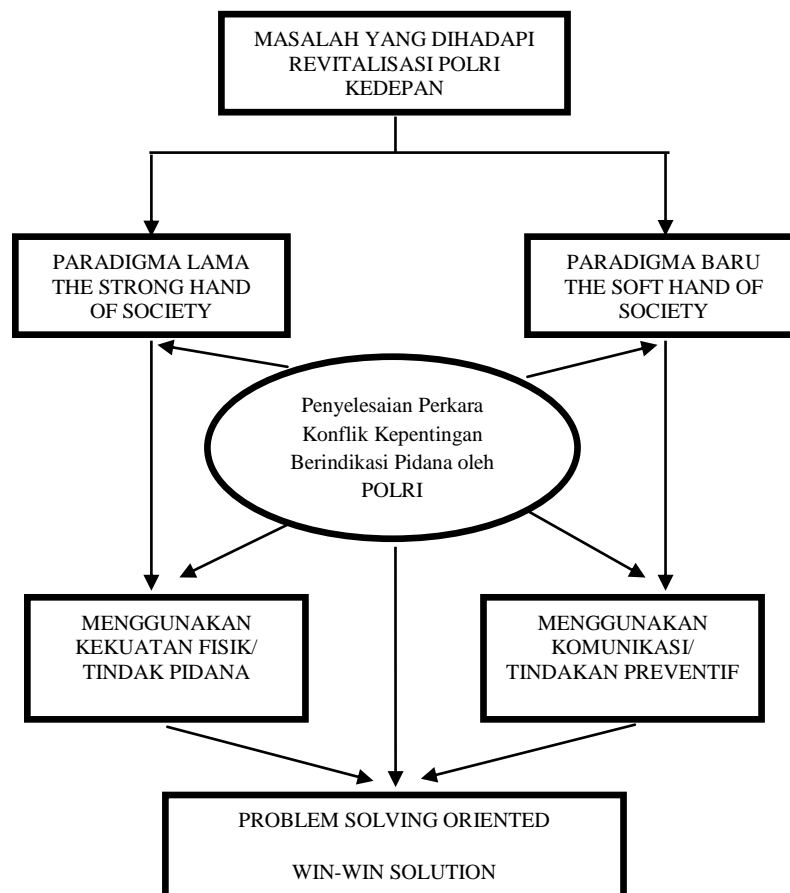 MASALAH YANG DIHADAPI
REVITALISASI POLRI
KEDEPAN
PARADIGMA LAMA
THE STRONG HAND
OF SOCIETY
PARADIGMA BARU
THE SOFT HAND OF
SOCIETY
Penyelesaian Perkara
Konflik Kepentingan
Berindikasi Pidana oleh
POLRI
MENGGUNAKAN
KEKUATAN FISIK/
TINDAK PIDANA
MENGGUNAKAN
KOMUNIKASI/
TINDAKAN PREVENTIF
PROBLEM SOLVING ORIENTED
WIN-WIN SOLUTION